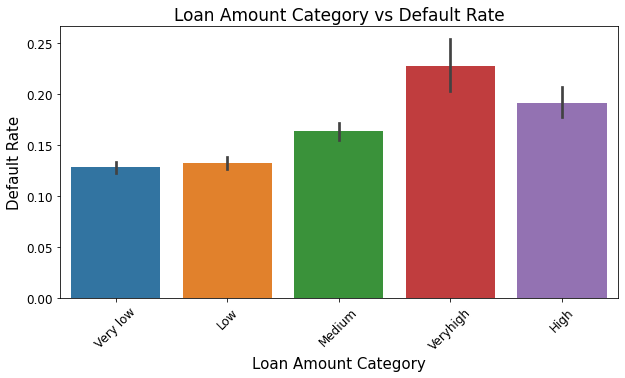 Loan Amount Category vs Default Rate
Default Rate
0.25
0.20
0.15
0.10
0.05
0.00
Very low
Low
Medium
Veryhigh
High
Loan Amount Category